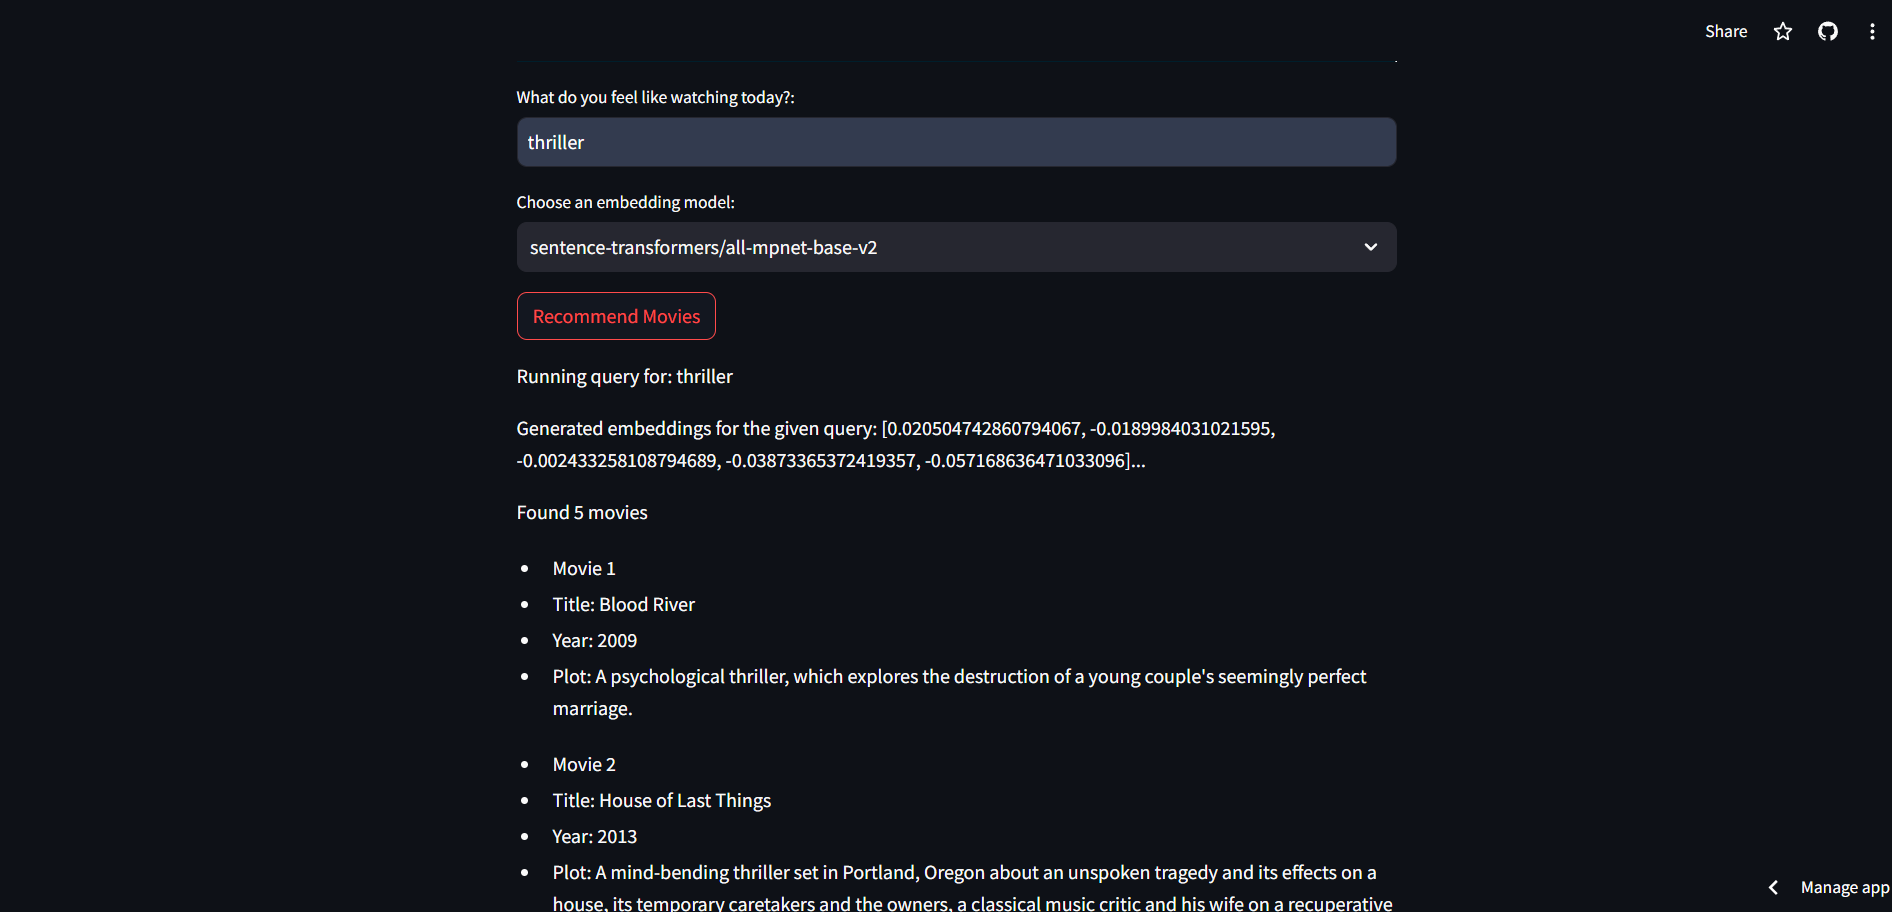 Share
What do you feel like watching today?:
thriller
Choose an embedding model:
sentence-transformers/all-mpnet-base-v2
Recommend Movies
Running query for: thriller
Generated embeddings for the given query: [0.020504742860794067, -0.0189984031021595,
-0.002433258108794689, -0.03873365372419357, -0.057168636471033096]...
Found 5 movies
• Movie 1
• Title: Blood River
• Year: 2009
• Plot: A psychological thriller, which explores the destruction of a young couple's seemingly perfect
marriage.
• Movie 2
• Title: House of Last Things
• Year: 2013
• Plot: A mind-bending thriller set in Portland, Oregon about an unspoken tragedy and its effects on a
house, its temporary caretakers and the owners, a classical music critic and his wife on a recuperative
Manage app